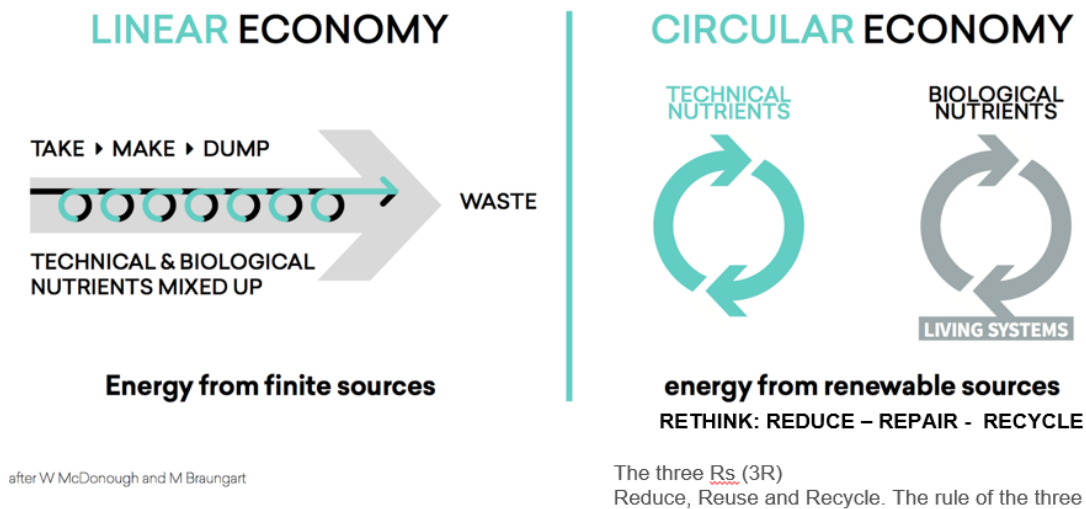 LINEAR ECONOMY
TAKE ▸ MAKE ▸ DUMP
WASTE
TECHNICAL & BIOLOGICAL
NUTRIENTS MIXED UP
Energy from finite sources
after W McDonough and M Braungart
CIRCULAR ECONOMY
TECHNICAL
NUTRIENTS
BIOLOGICAL
NUTRIENTS
LIVING SYSTEMS
energy from renewable sources
RETHINK: REDUCE – REPAIR - RECYCLE
The three Rs (3R)
Reduce, Reuse and Recycle. The rule of the three